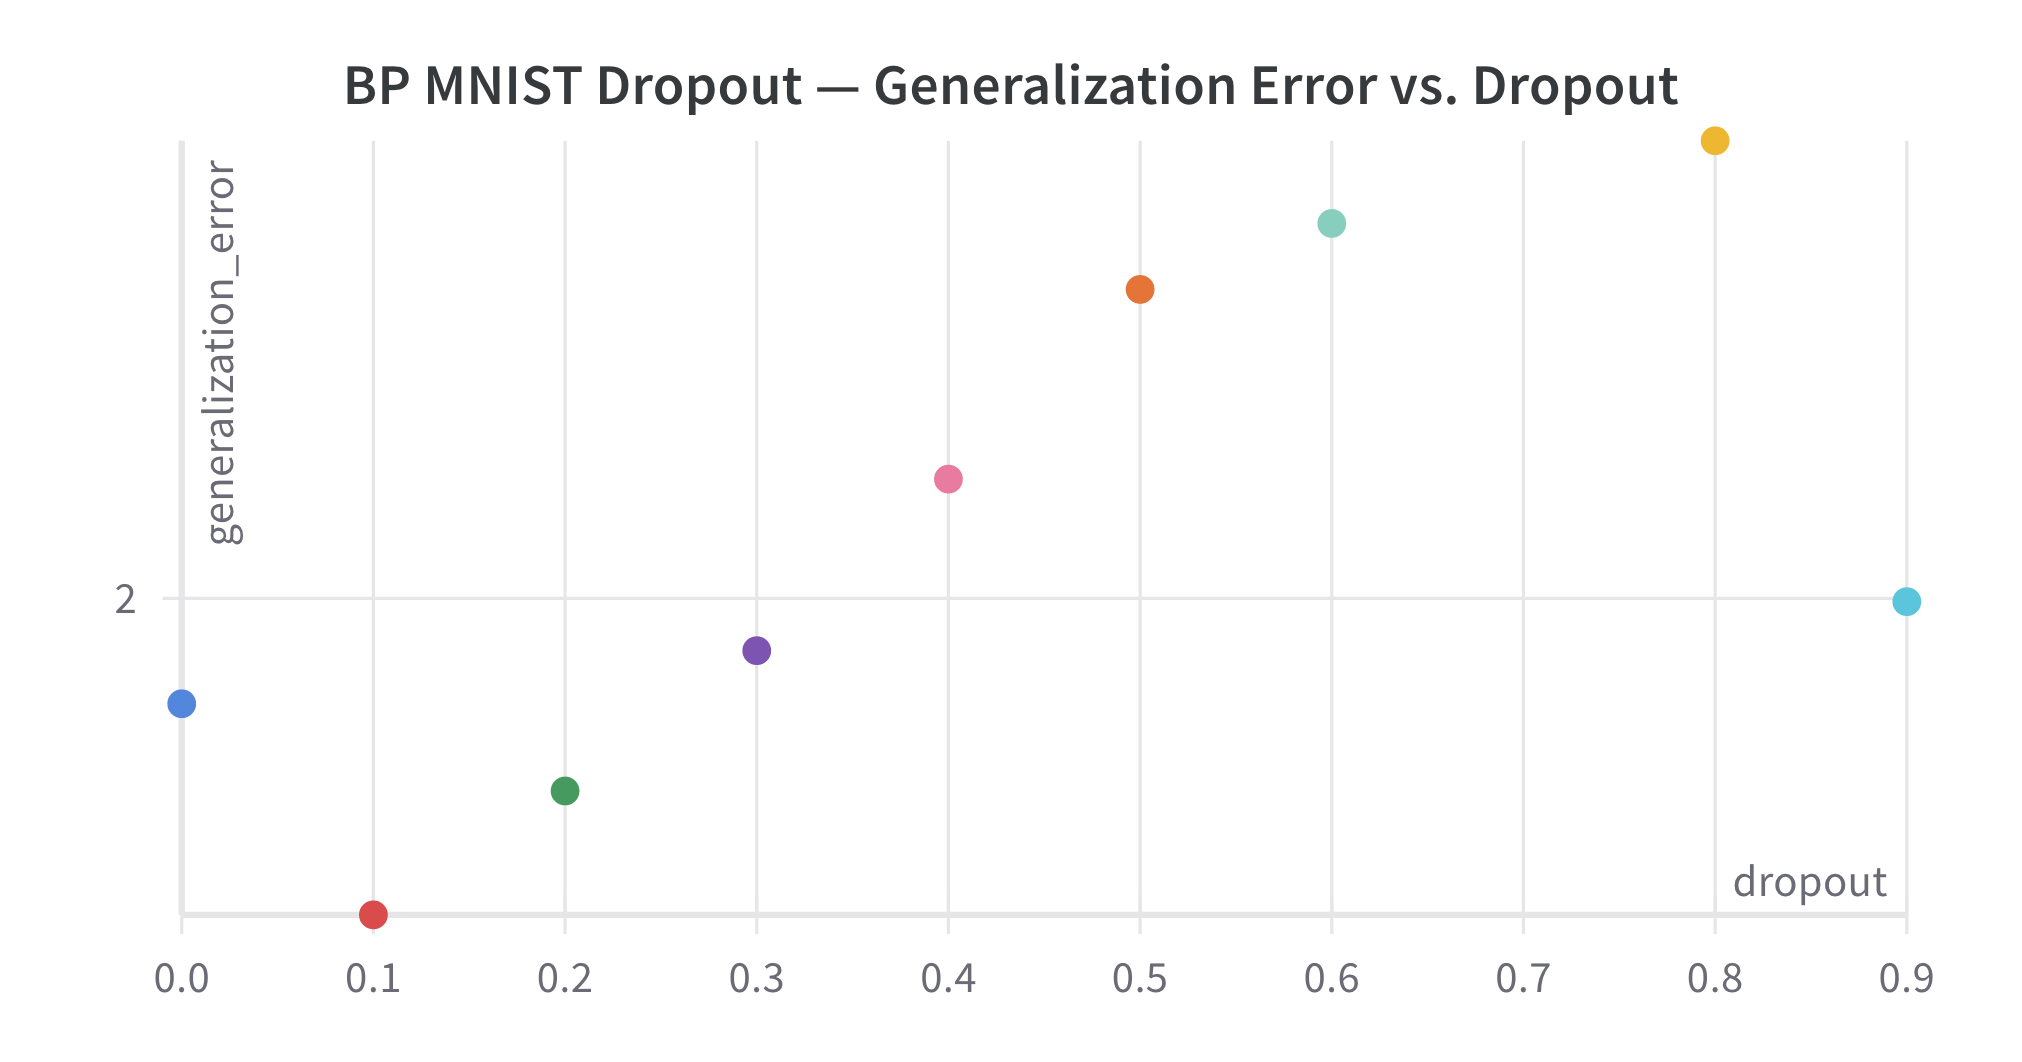 BP MNIST Dropout — Generalization Error vs. Dropout
generalization_error
2
dropout
0.0 0.1 0.2 0.3 0.4 0.5 0.6 0.7 0.8 0.9